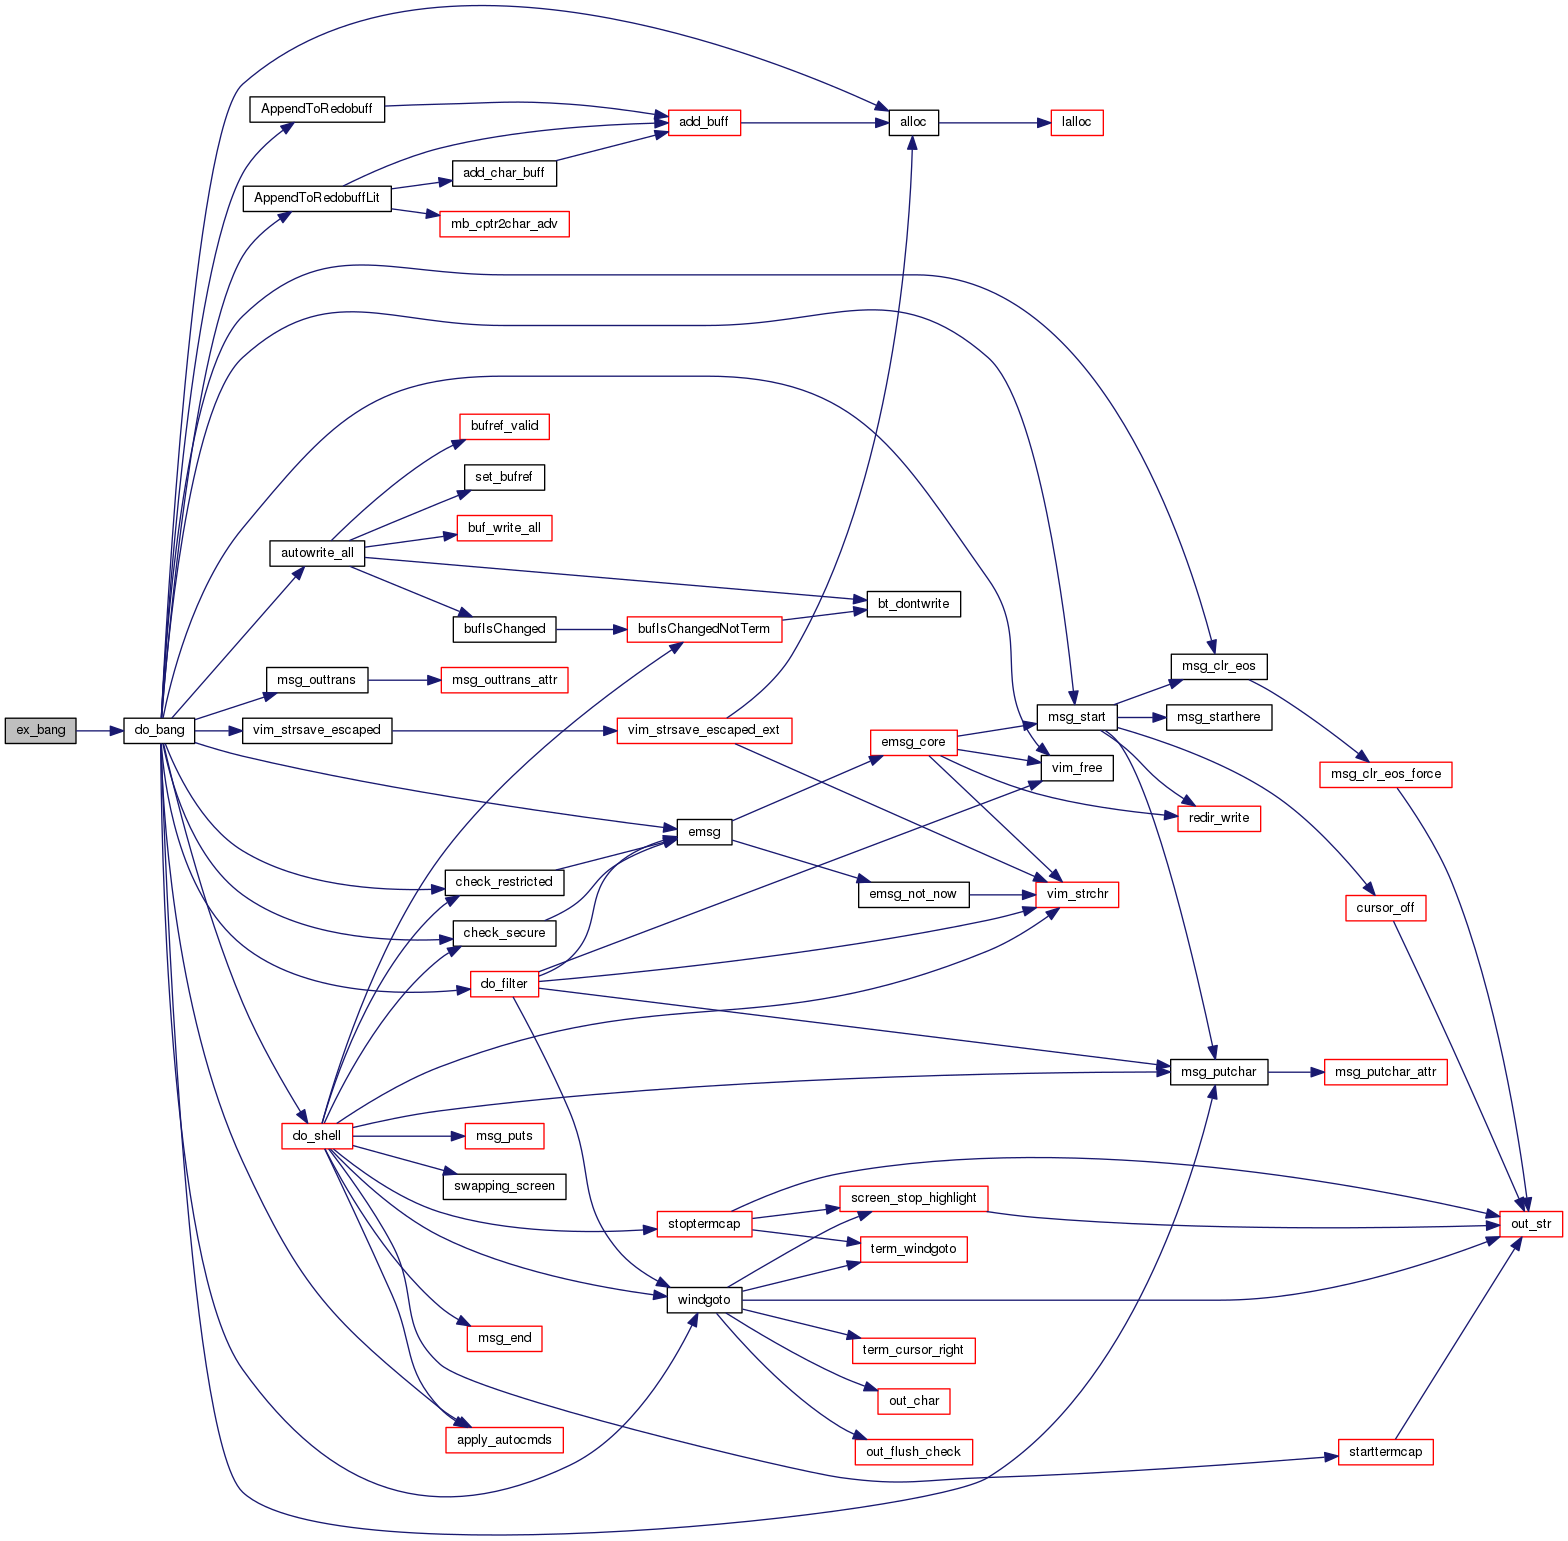 AppendToRedobuff
add_buff
alloc
lalloc
add_char_buff
AppendToRedobuffLit
mb_cptr2char_adv
bufref_valid
set_bufref
buf_write_all
autowrite_all
bt_dontwrite
bufIsChanged
bufIsChangedNotTerm
msg_outtrans
msg_outtrans_attr
msg_clr_eos
ex_bang
do_bang
vim_strsave_escaped
vim_strsave_escaped_ext
msg_start
msg_starthere
emsg_core
vim_free
msg_clr_eos_force
redir_write
emsg
check_restricted
emsg_not_now
vim_strchr
cursor_off
check_secure
do_filter
msg_putchar
msg_putchar_attr
do_shell
msg_puts
swapping_screen
screen_stop_highlight
stoptermcap
out_str
term_windgoto
windgoto
msg_end
term_cursor_right
out_char
apply_autocmds
out_flush_check
starttermcap